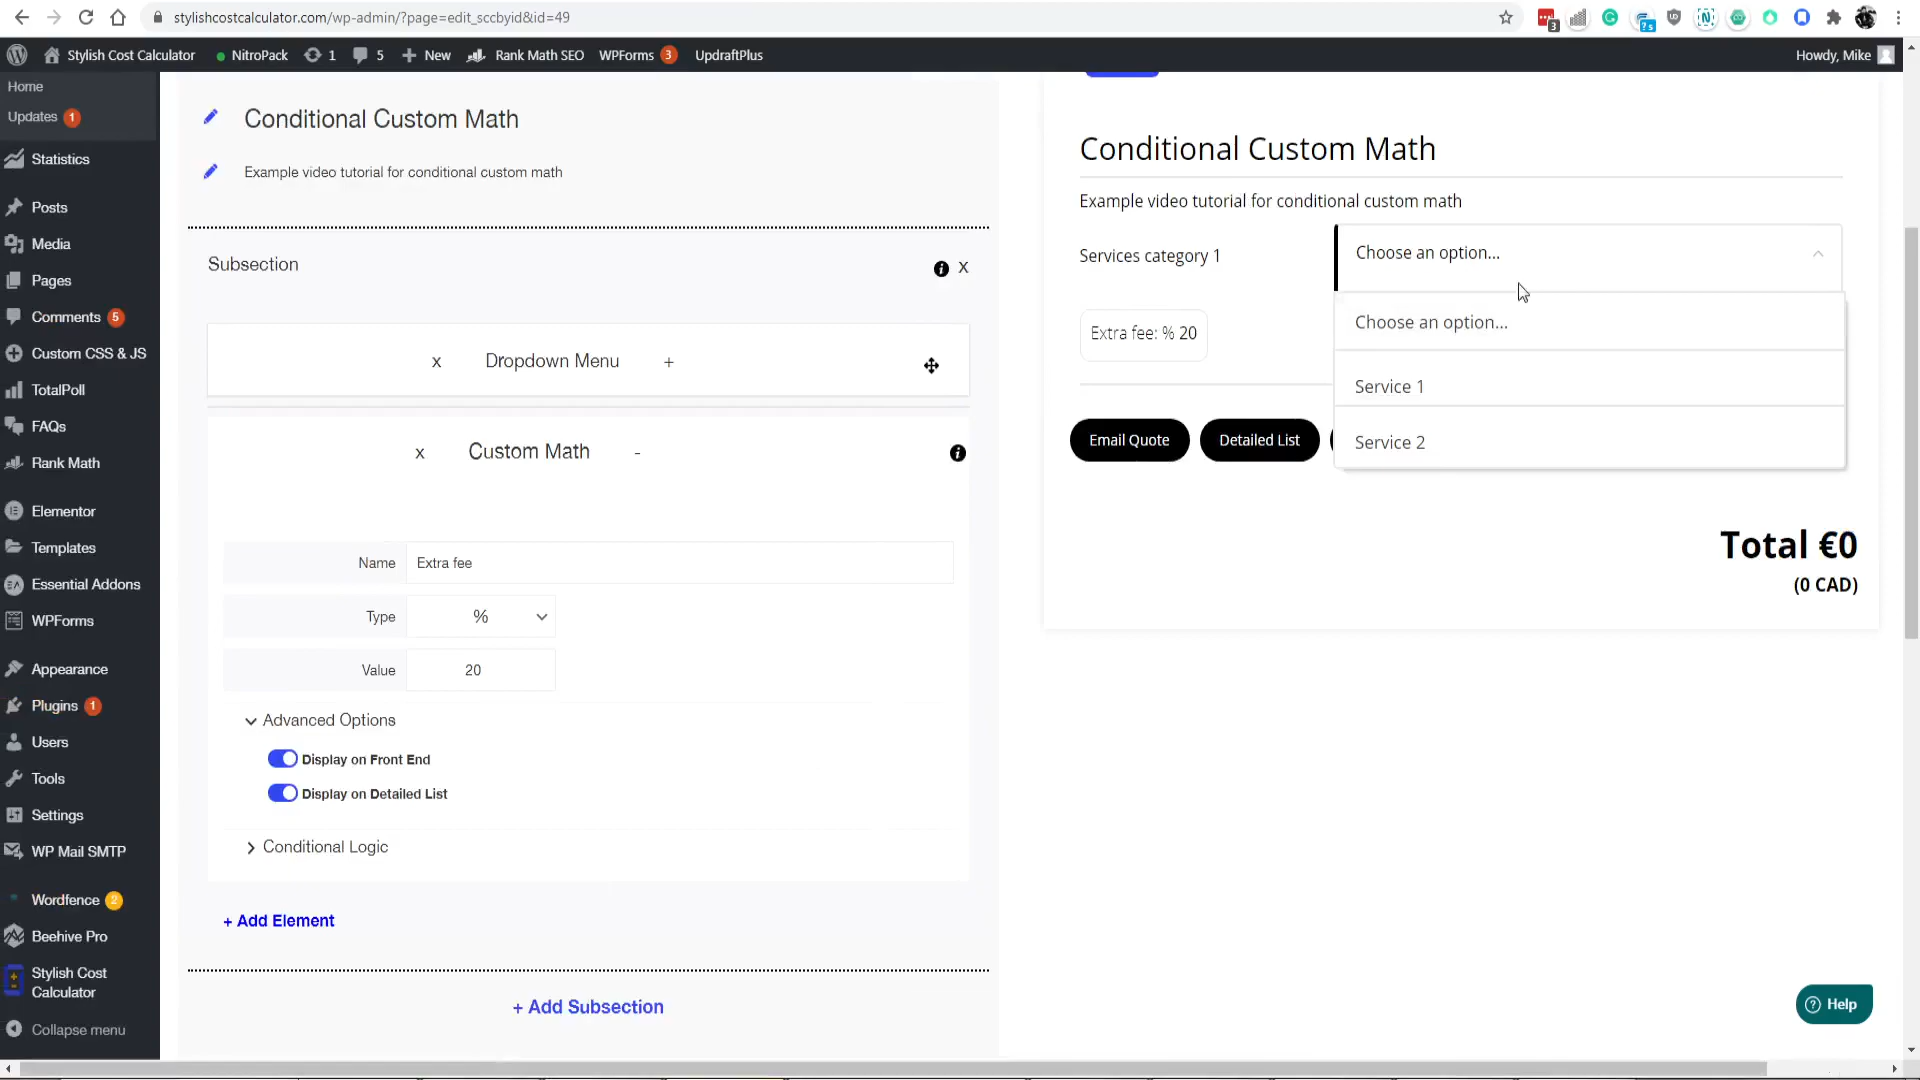 stylishcostcalculator.com/wp-admin/?page=edit_sccbyid&id=49
3
?s
Stylish Cost Calculator
NitroPack
1
5
New
Rank Math SEO
WPForms 3
UpdraftPlus
Howdy, Mike
Home
Updates 1
Statistics
Posts
Media
Pages
Comments 5
Custom CSS & JS
TotalPoll
FAQs
Rank Math
Elementor
Templates
Essential Addons
WPForms
Appearance
Plugins 1
Users
Tools
Settings
WP Mail SMTP
Wordfence 2
Beehive Pro
Stylish Cost
Calculator
Collapse menu
Conditional Custom Math
Example video tutorial for conditional custom math
Subsection
i X
x Dropdown Menu +
x Custom Math -
i
Name Extra fee
Type %
Value 20
Advanced Options
Display on Front End
Display on Detailed List
Conditional Logic
+ Add Element
+ Add Subsection
Conditional Custom Math
Example video tutorial for conditional custom math
Services category 1
Choose an option...
Choose an option...
Service 1
Service 2
Extra fee: % 20
Email Quote
Detailed List
Total €0
(0 CAD)
? Help